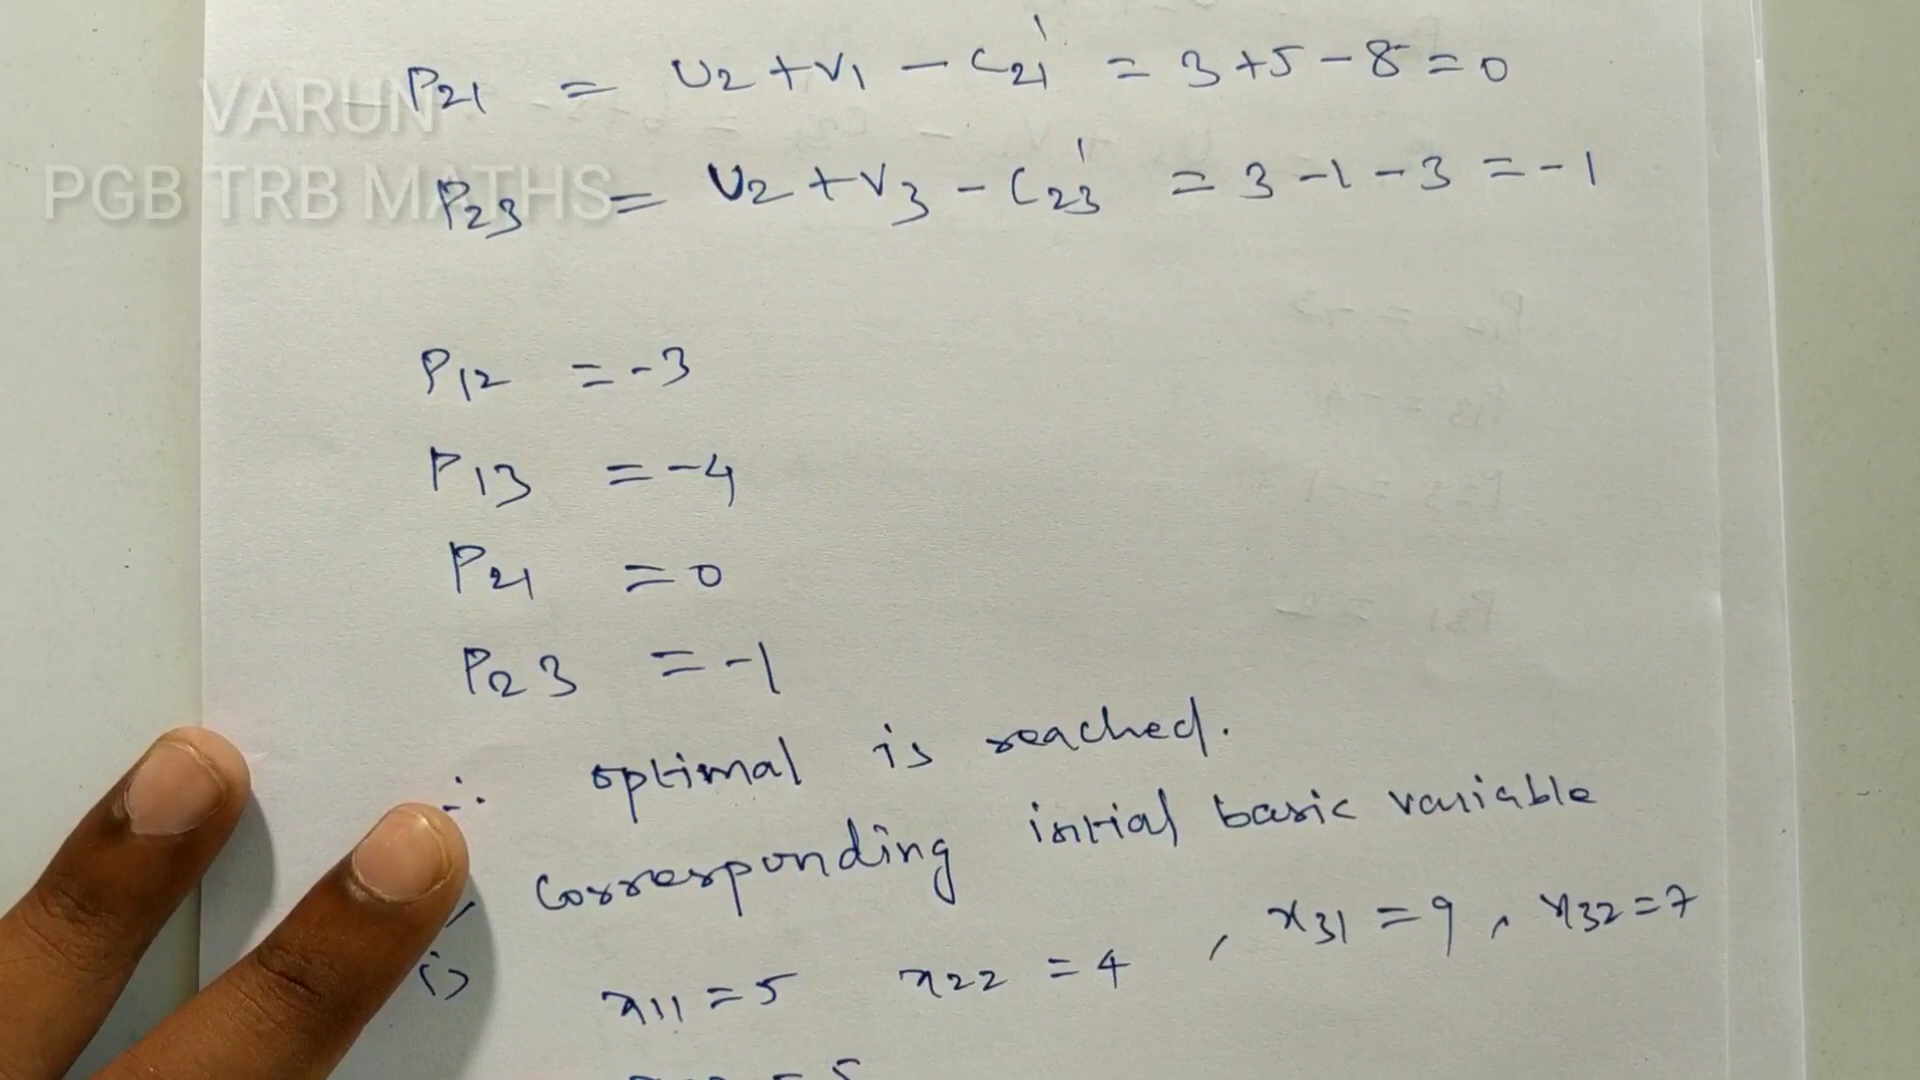 VARUN
PGB TRB MATHS
P21 = U2 + V1 - C21' = 3 + 5 - 8 = 0
P23 = U2 + V3 - C23' = 3 - 1 - 3 = -1
P12 = -3
P13 = -4
P21 = 0
P23 = -1
∴ optimal is reached.
Corresponding initial basic variable
is x11 = 5 x22 = 4 , x31 = 9 , x32 = 7
= 5